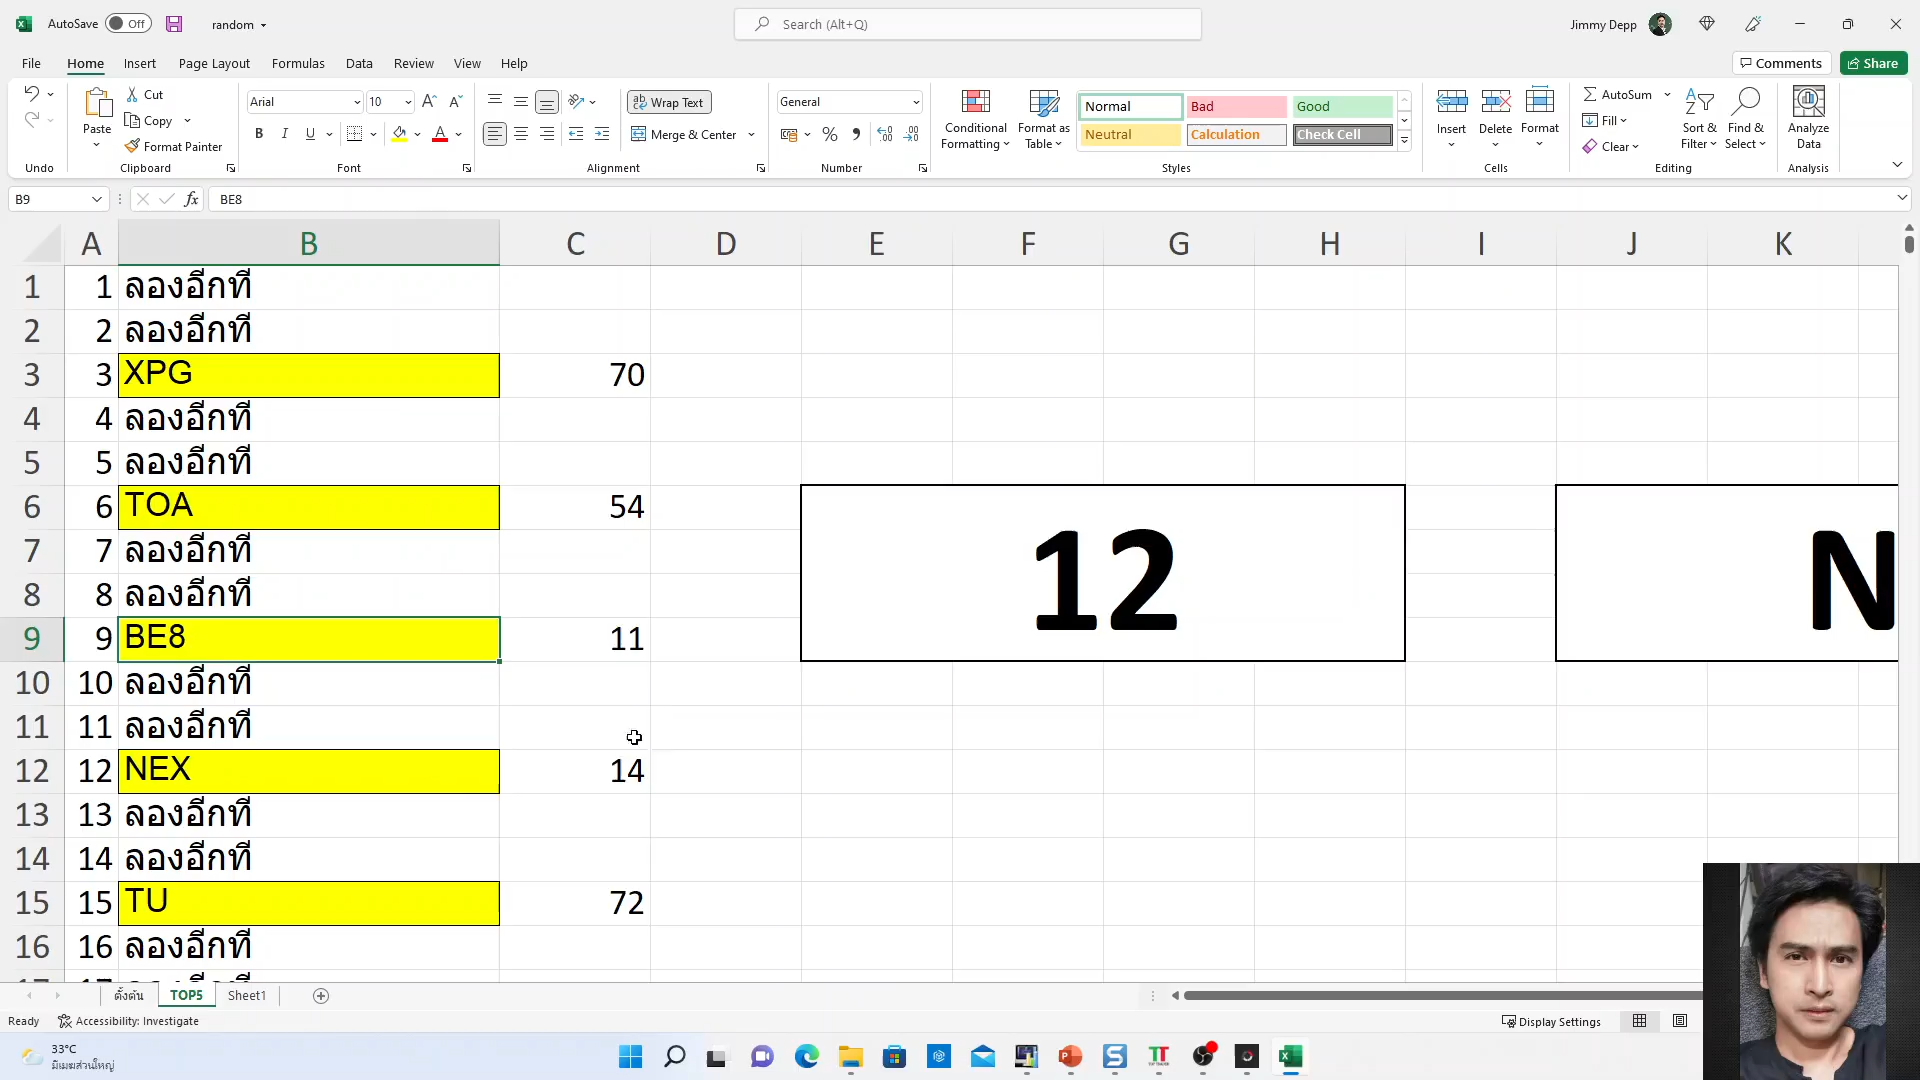 AutoSave Off random Search (Alt+Q) Jimmy Depp
File Home Insert Page Layout Formulas Data Review View Help Comments Share
Cut
Copy
Format Painter
Paste
Arial 10
B I U
Wrap Text
Merge & Center
General
Conditional Formatting
Format as Table
Normal Bad Good
Neutral Calculation Check Cell
Insert Delete Format
AutoSum
Fill
Clear
Sort & Filter
Find & Select
Analyze Data
Undo Clipboard Font Alignment Number Styles Cells Editing Analysis
B9 fx BE8
A B C D E F G H I J K
1 1 ลองอีกที
2 2 ลองอีกที
3 3 XPG 70
4 4 ลองอีกที
5 5 ลองอีกที
6 6 TOA 54
7 7 ลองอีกที
12 N
8 8 ลองอีกที
9 9 BE8 11
10 10 ลองอีกที
11 11 ลองอีกที
12 12 NEX 14
13 13 ลองอีกที
14 14 ลองอีกที
15 15 TU 72
16 16 ลองอีกที
ตั้งต้น TOP5 Sheet1
Ready Accessibility: Investigate Display Settings
33°C
มีเมฆส่วนใหญ่